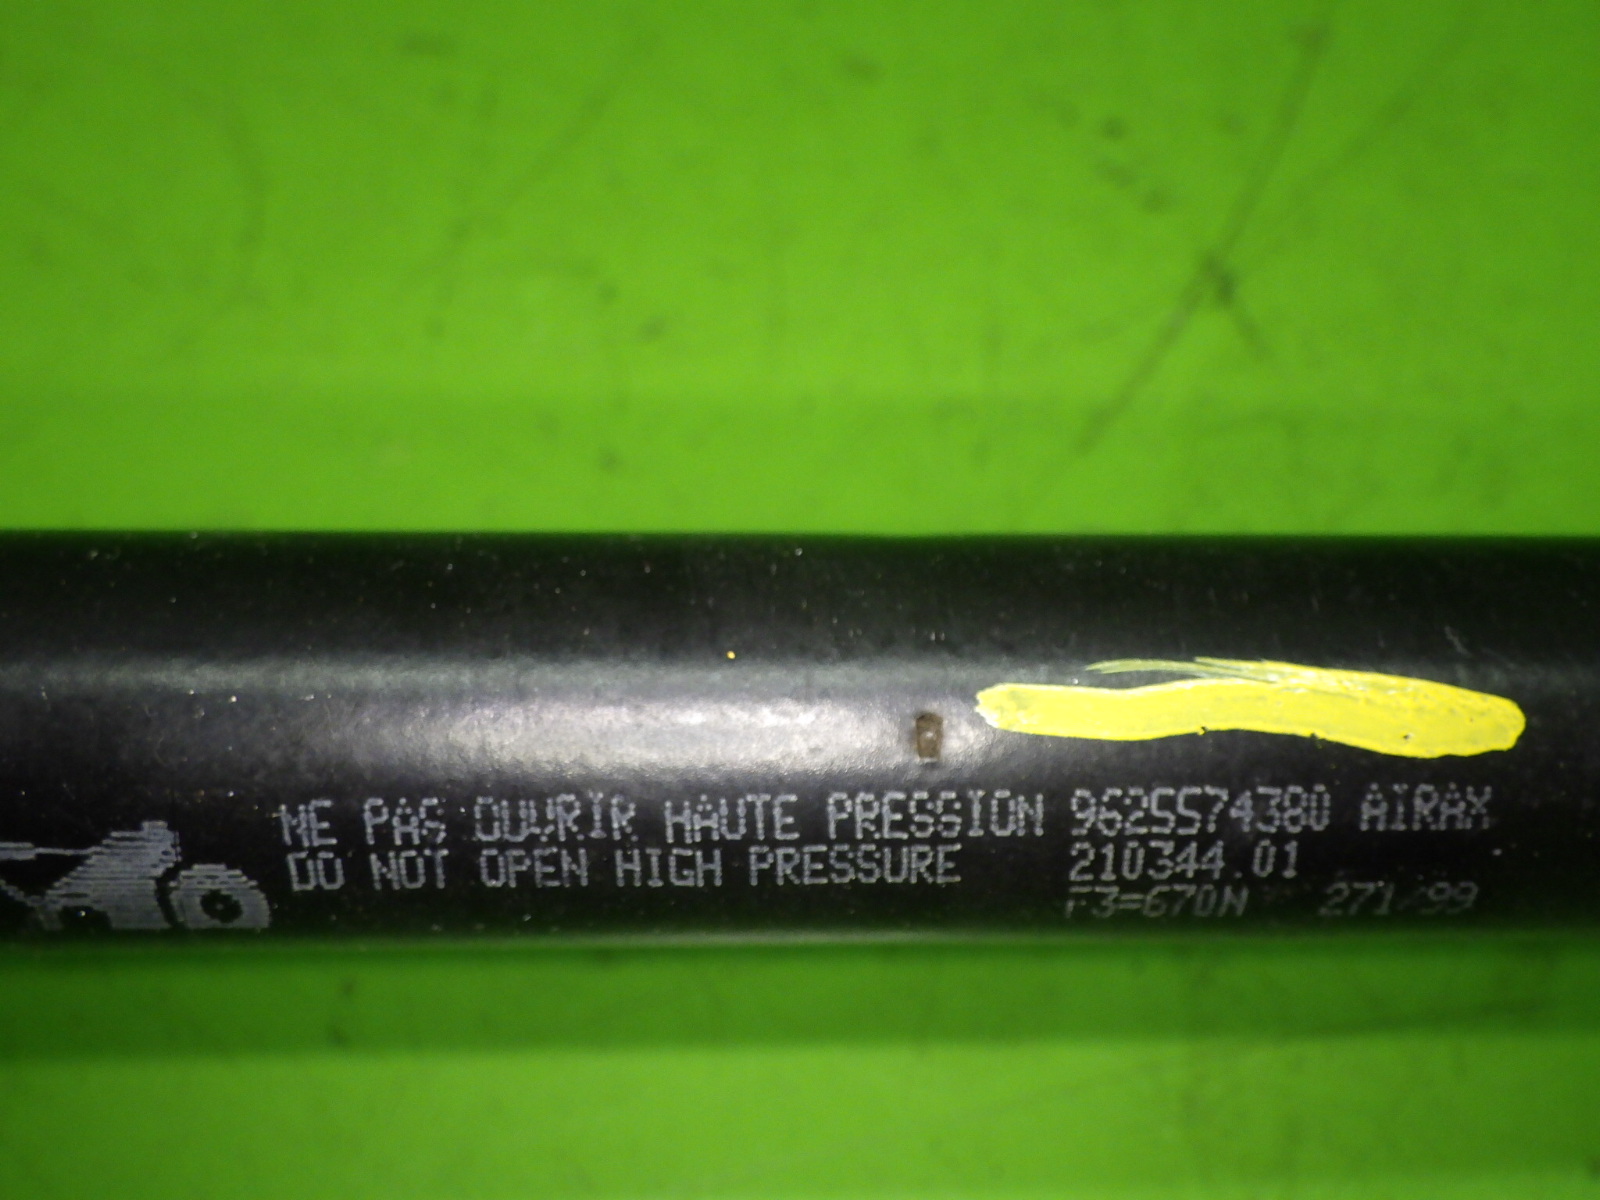 NE PAS OUVRIR HAUTE PRESSION 9625574380 AIRAX
DO NOT OPEN HIGH PRESSURE 210344.01
F3=670N 271/99